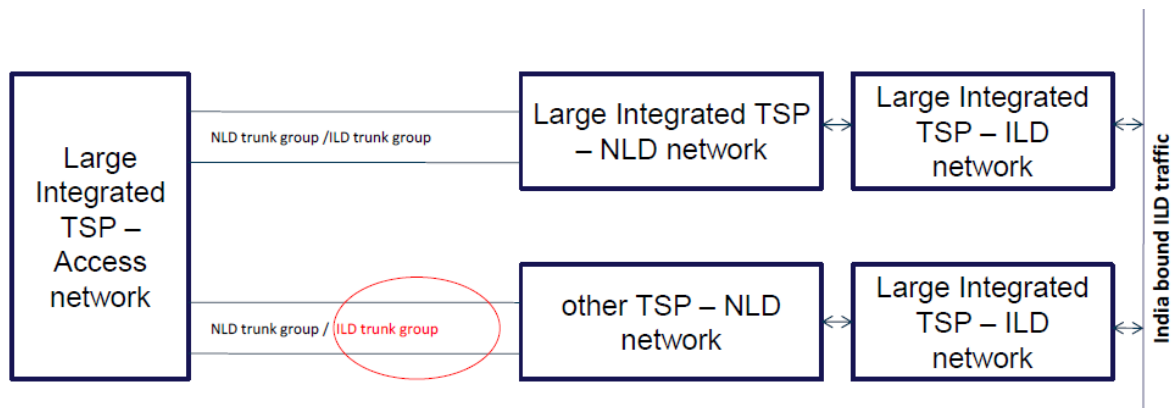 Large
Integrated
TSP –
Access
network
NLD trunk group /ILD trunk group
Large Integrated TSP
– NLD network
Large Integrated
TSP – ILD
network
NLD trunk group / ILD trunk group
other TSP – NLD
network
Large Integrated
TSP – ILD
network
India bound ILD traffic